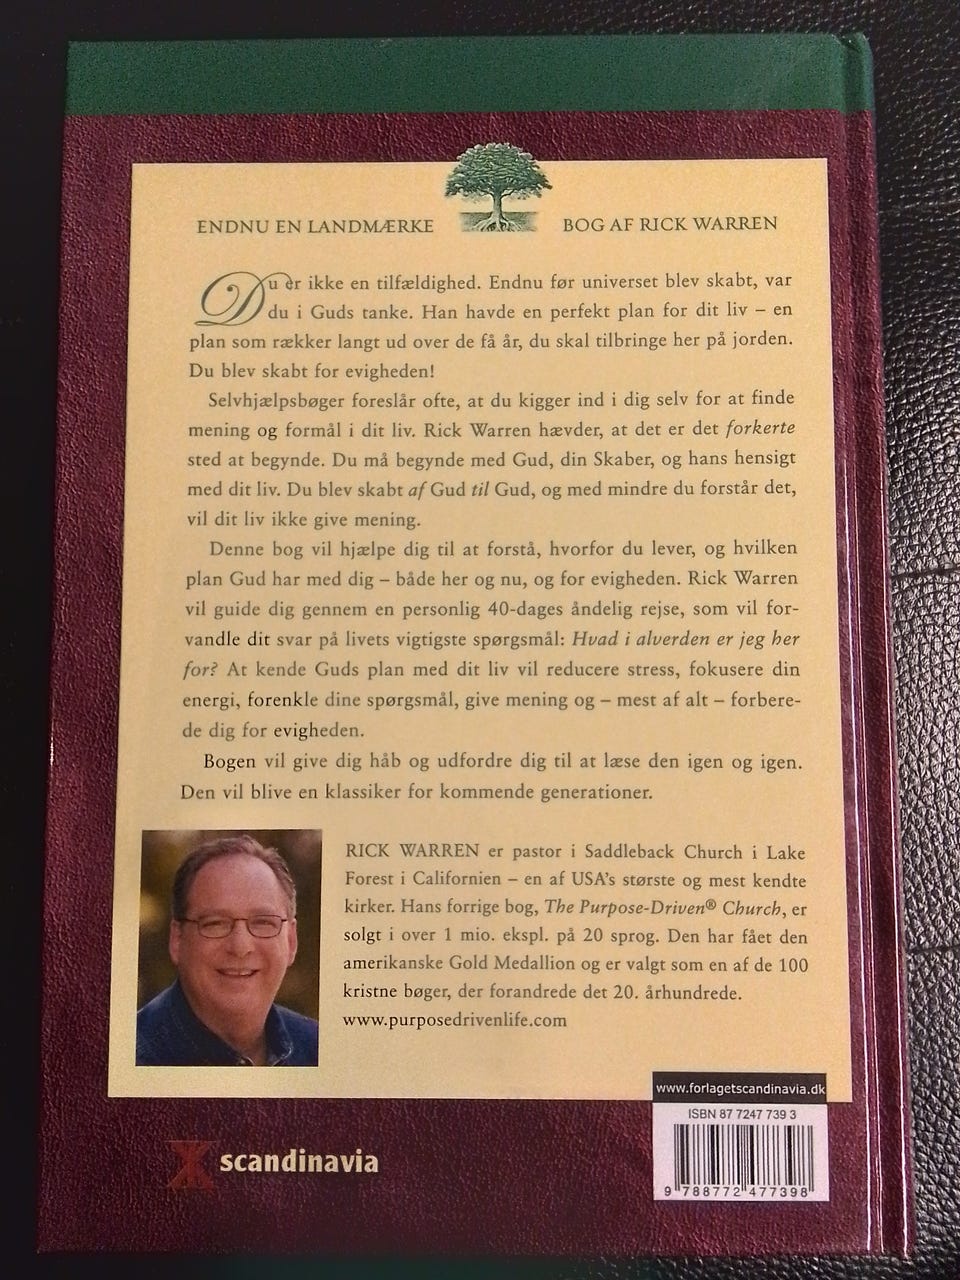 ENDNU EN LANDMÆRKE BOG AF RICK WARREN
Du er ikke en tilfældighed. Endnu før universet blev skabt, var
du i Guds tanke. Han havde en perfekt plan for dit liv – en
plan som rækker langt ud over de få år, du skal tilbringe her på jorden.
Du blev skabt for evigheden!
Selvhjælpsbøger foreslår ofte, at du kigger ind i dig selv for at finde
mening og formål i dit liv. Rick Warren hævder, at det er det forkerte
sted at begynde. Du må begynde med Gud, din Skaber, og hans hensigt
med dit liv. Du blev skabt af Gud til Gud, og med mindre du forstår det,
vil dit liv ikke give mening.
Denne bog vil hjælpe dig til at forstå, hvorfor du lever, og hvilken
plan Gud har med dig – både her og nu, og for evigheden. Rick Warren
vil guide dig gennem en personlig 40-dages åndelig rejse, som vil for-
vandle dit svar på livets vigtigste spørgsmål: Hvad i alverden er jeg her
for? At kende Guds plan med dit liv vil reducere stress, fokusere din
energi, forenkle dine spørgsmål, give mening og – mest af alt – forbere-
de dig for evigheden.
Bogen vil give dig håb og udfordre dig til at læse den igen og igen.
Den vil blive en klassiker for kommende generationer.
RICK WARREN er pastor i Saddleback Church i Lake
Forest i Californien – en af USA's største og mest kendte
kirker. Hans forrige bog, The Purpose-Driven® Church, er
solgt i over 1 mio. ekspl. på 20 sprog. Den har fået den
amerikanske Gold Medallion og er valgt som en af de 100
kristne bøger, der forandrede det 20. århundrede.
www.purposedrivenlife.com
www.forlagetscandinavia.dk
ISBN 87 7247 739 3
9 788772 477398
scandinavia